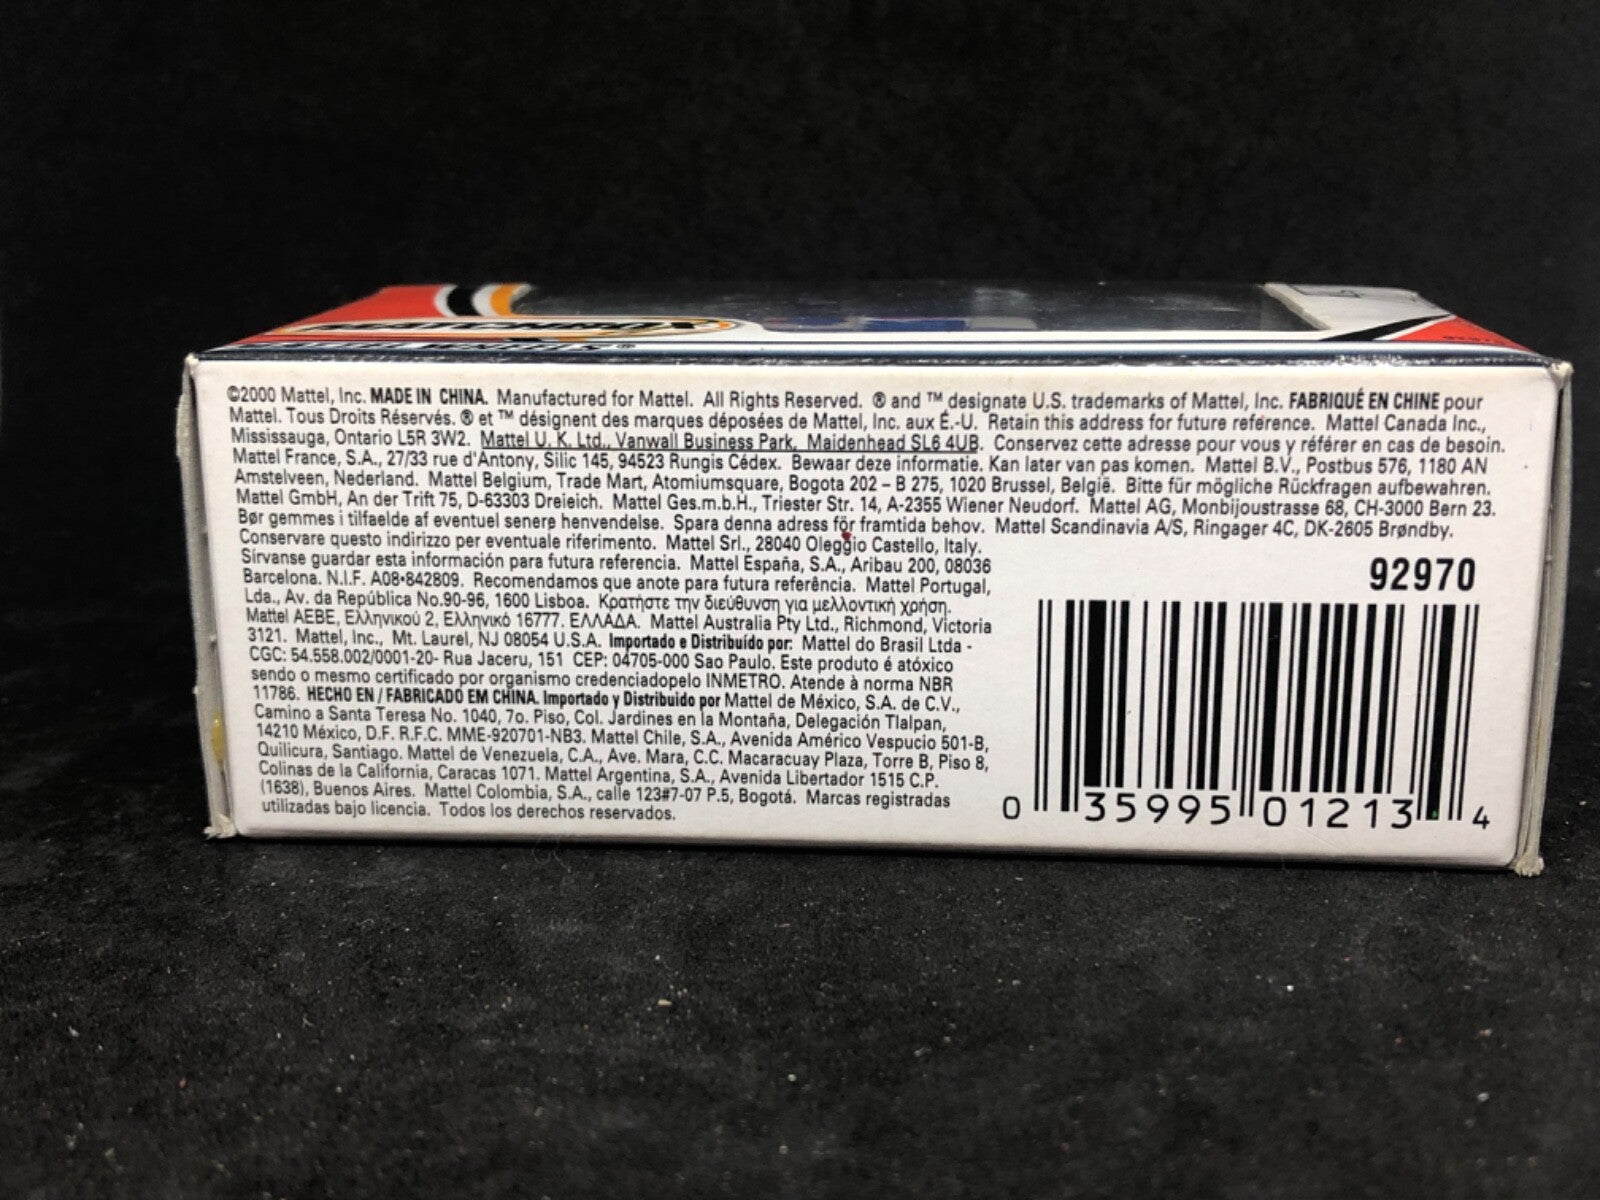 MATCHBOX
©2000 Mattel, Inc. MADE IN CHINA. Manufactured for Mattel. All Rights Reserved. ® and ™ designate U.S. trademarks of Mattel, Inc. FABRIQUÉ EN CHINE pour
Mattel. Tous Droits Réservés. ® et ™ désignent des marques déposées de Mattel, Inc. aux É.-U. Retain this address for future reference. Mattel Canada Inc.,
Mississauga, Ontario L5R 3W2. Mattel U. K. Ltd., Vanwall Business Park, Maidenhead SL6 4UB. Conservez cette adresse pour vous y référer en cas de besoin.
Mattel France, S.A., 27/33 rue d'Antony, Silic 145, 94523 Rungis Cédex. Bewaar deze informatie. Kan later van pas komen. Mattel B.V., Postbus 576, 1180 AN
Amstelveen, Nederland. Mattel Belgium, Trade Mart, Atomiumsquare, Bogota 202 – B 275, 1020 Brussel, België. Bitte für mögliche Rückfragen aufbewahren.
Mattel GmbH, An der Trift 75, D-63303 Dreieich. Mattel Ges.m.b.H., Triester Str. 14, A-2355 Wiener Neudorf. Mattel AG, Monbijoustrasse 68, CH-3000 Bern 23.
Bør gemmes i tilfaelde af eventuel senere henvendelse. Spara denna adress för framtida behov. Mattel Scandinavia A/S, Ringager 4C, DK-2605 Brøndby.
Conservare questo indirizzo per eventuale riferimento. Mattel Srl., 28040 Oleggio Castello, Italy.
Sírvanse guardar esta información para futura referencia. Mattel España, S.A., Aribau 200, 08036
Barcelona. N.I.F. A08•842809. Recomendamos que anote para futura referência. Mattel Portugal,
Lda., Av. da República No.90-96, 1600 Lisboa. Κρατήστε την διεύθυνση για μελλοντική χρήση.
Mattel AEBE, Ελληνικού 2, Ελληνικό 16777. ΕΛΛΑΔΑ. Mattel Australia Pty Ltd., Richmond, Victoria
3121. Mattel, Inc., Mt. Laurel, NJ 08054 U.S.A. Importado e Distribuído por: Mattel do Brasil Ltda -
CGC: 54.558.002/0001-20- Rua Jaceru, 151 CEP: 04705-000 Sao Paulo. Este produto é atóxico
sendo o mesmo certificado por organismo credenciadopelo INMETRO. Atende à norma NBR
11786. HECHO EN / FABRICADO EM CHINA. Importado y Distribuido por Mattel de México, S.A. de C.V.,
Camino a Santa Teresa No. 1040, 7o. Piso, Col. Jardines en la Montaña, Delegación Tlalpan,
14210 México, D.F. R.F.C. MME-920701-NB3. Mattel Chile, S.A., Avenida Américo Vespucio 501-B,
Quilicura, Santiago. Mattel de Venezuela, C.A., Ave. Mara, C.C. Macaracuay Plaza, Torre B, Piso 8,
Colinas de la California, Caracas 1071. Mattel Argentina, S.A., Avenida Libertador 1515 C.P.
(1638), Buenos Aires. Mattel Colombia, S.A., calle 123#7-07 P.5, Bogotá. Marcas registradas
utilizadas bajo licencia. Todos los derechos reservados.
92970
0 35995 01213 4